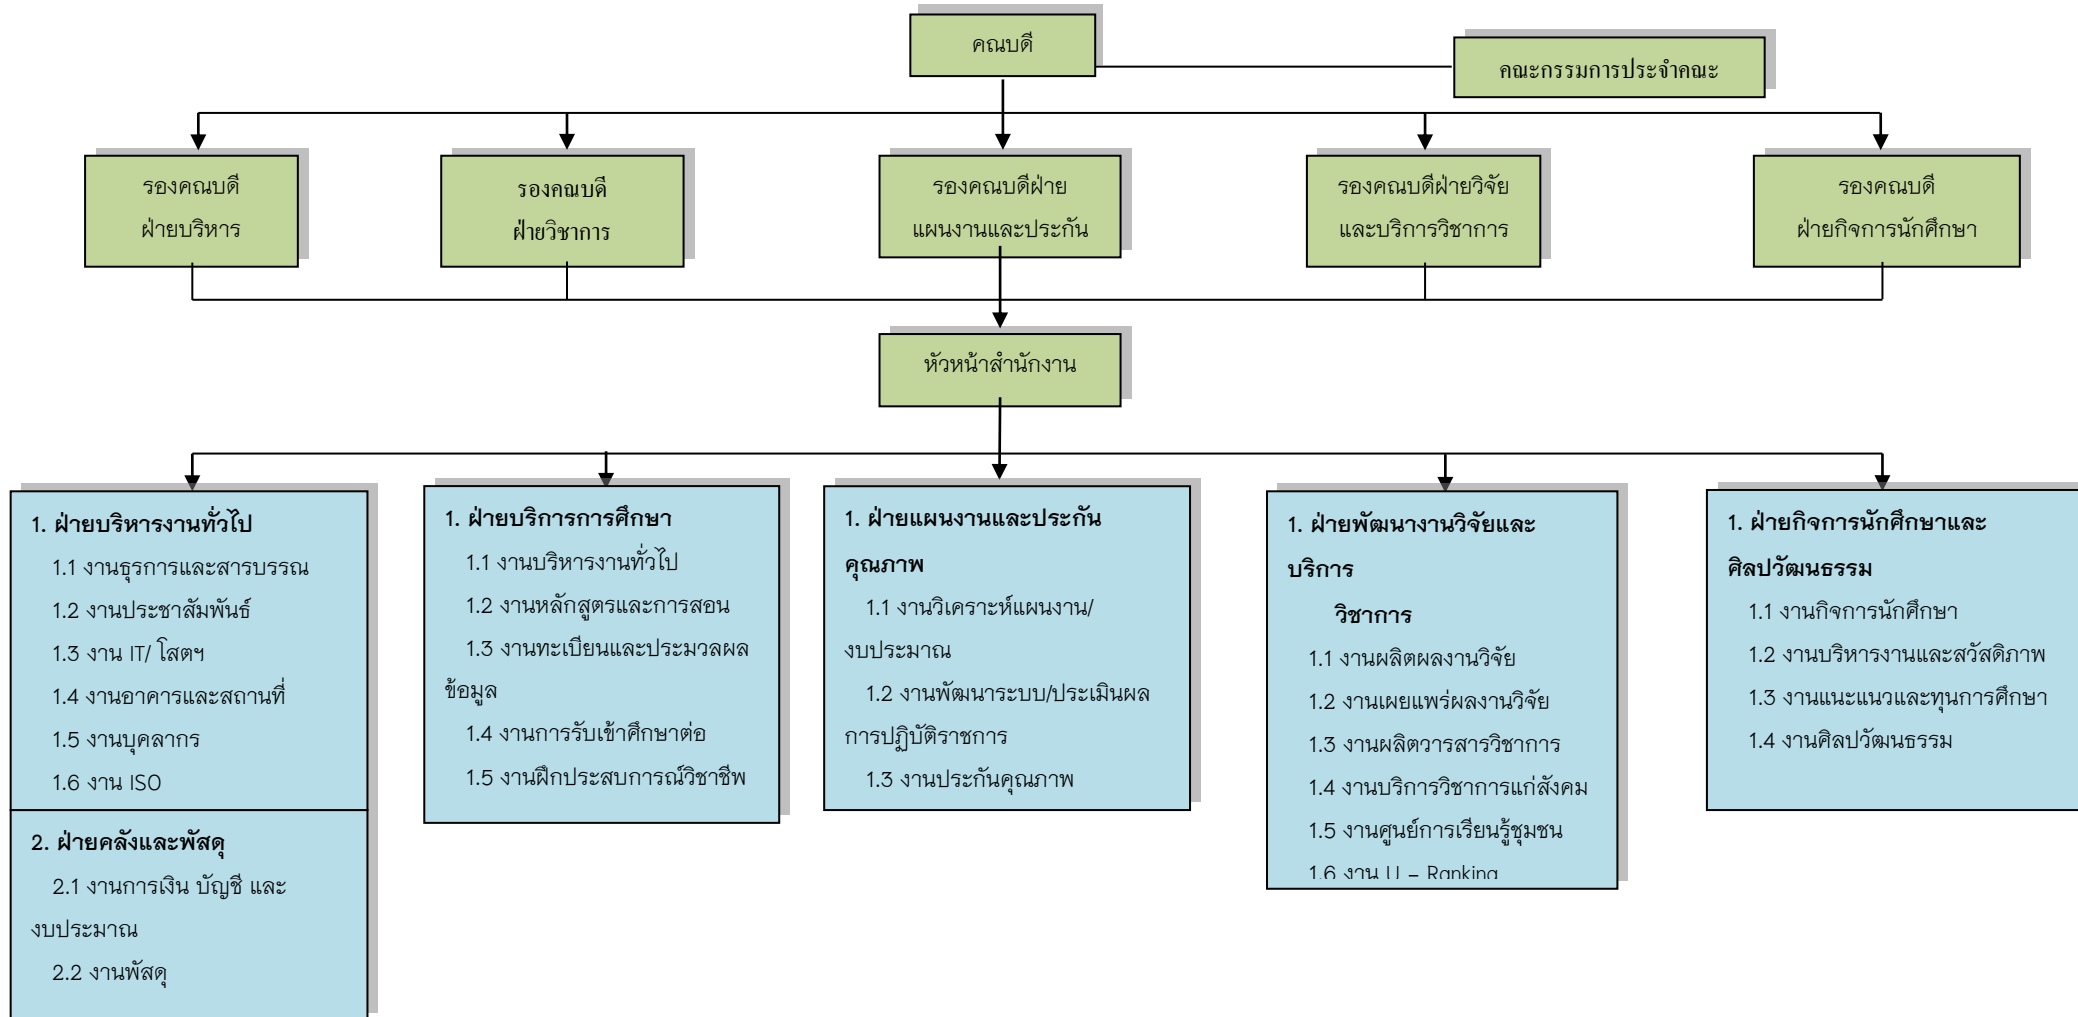 คณบดี
คณะกรรมการประจำคณะ
รองคณบดี
ฝ่ายบริหาร
รองคณบดี
ฝ่ายวิชาการ
รองคณบดีฝ่าย
แผนงานและประกัน
รองคณบดีฝ่ายวิจัย
และบริการวิชาการ
รองคณบดี
ฝ่ายกิจการนักศึกษา
หัวหน้าสำนักงาน
1. ฝ่ายบริหารงานทั่วไป
1.1 งานธุรการและสารบรรณ
1.2 งานประชาสัมพันธ์
1.3 งาน IT/ โสตฯ
1.4 งานอาคารและสถานที่
1.5 งานบุคลากร
1.6 งาน ISO
2. ฝ่ายคลังและพัสดุ
2.1 งานการเงิน บัญชี และ
งบประมาณ
2.2 งานพัสดุ
1. ฝ่ายบริการการศึกษา
1.1 งานบริหารงานทั่วไป
1.2 งานหลักสูตรและการสอน
1.3 งานทะเบียนและประมวลผล
ข้อมูล
1.4 งานการรับเข้าศึกษาต่อ
1.5 งานฝึกประสบการณ์วิชาชีพ
1. ฝ่ายแผนงานและประกัน
คุณภาพ
1.1 งานวิเคราะห์แผนงาน/
งบประมาณ
1.2 งานพัฒนาระบบ/ประเมินผล
การปฏิบัติราชการ
1.3 งานประกันคุณภาพ
1. ฝ่ายพัฒนางานวิจัยและ
บริการ
วิชาการ
1.1 งานผลิตผลงานวิจัย
1.2 งานเผยแพร่ผลงานวิจัย
1.3 งานผลิตวารสารวิชาการ
1.4 งานบริการวิชาการแก่สังคม
1.5 งานศูนย์การเรียนรู้ชุมชน
1.6 งาน U – Ranking
1. ฝ่ายกิจการนักศึกษาและ
ศิลปวัฒนธรรม
1.1 งานกิจการนักศึกษา
1.2 งานบริหารงานและสวัสดิภาพ
1.3 งานแนะแนวและทุนการศึกษา
1.4 งานศิลปวัฒนธรรม